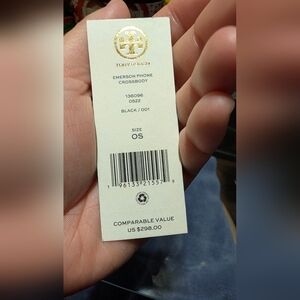 TORY BURCH
EMERSON PHONE
CROSSBODY
136096
0522
BLACK / 001
SIZE
OS
COMPARABLE VALUE
US $298.00